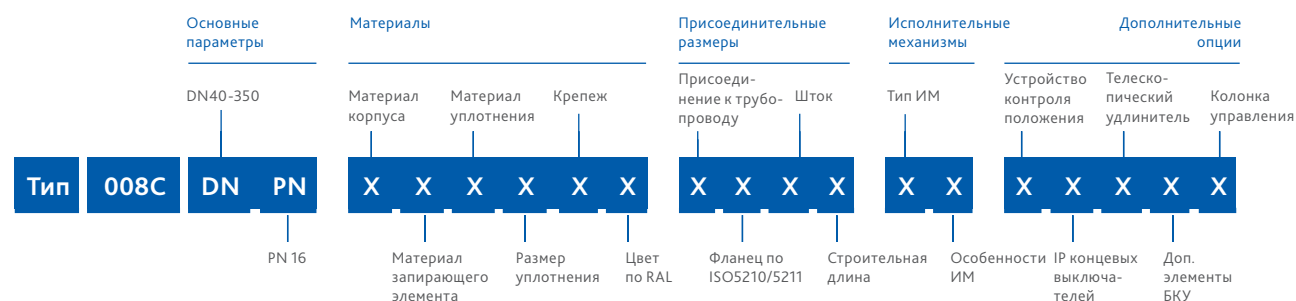 Основные
параметры
Материалы
Присоединительные
размеры
Исполнительные
механизмы
Дополнительные
опции
DN40-350
Материал
корпуса
Материал
уплотнения
Крепеж
Присоеди-
нение к трубо-
проводу
Шток
Тип ИМ
Устройство
контроля
положения
Телеско-
пический
удлинитель
Колонка
управления
Тип 008C DN PN X X X X X X X X X X X X X X X X X
PN 16
Материал
запирающего
элемента
Размер
уплотнения
Цвет
по RAL
Фланец по
ISO5210/5211
Строительная
длина
Особенности
ИМ
IP концевых
выключа-
телей
Доп.
элементы
БКУ